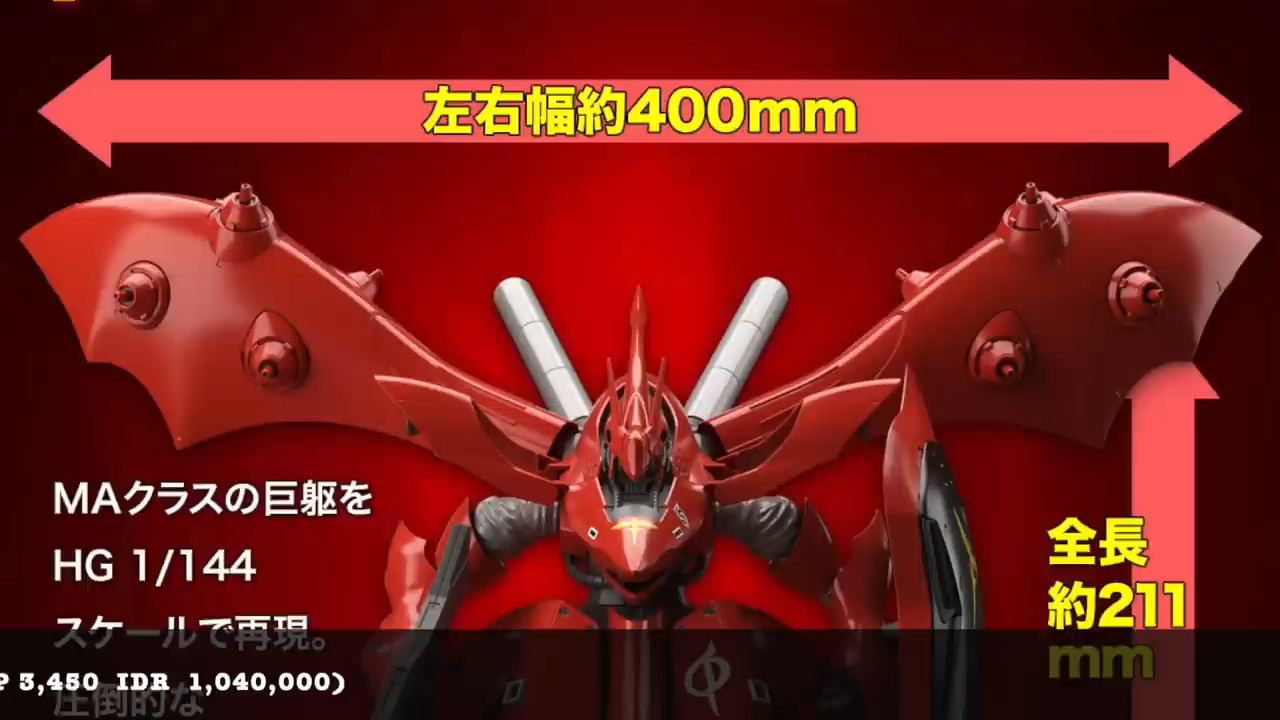 左右幅約400mm
MAクラスの巨躯を
HG 1/144
スケールで再現。
圧倒的な
全長
約211
mm
P 3,450 IDR 1,040,000)